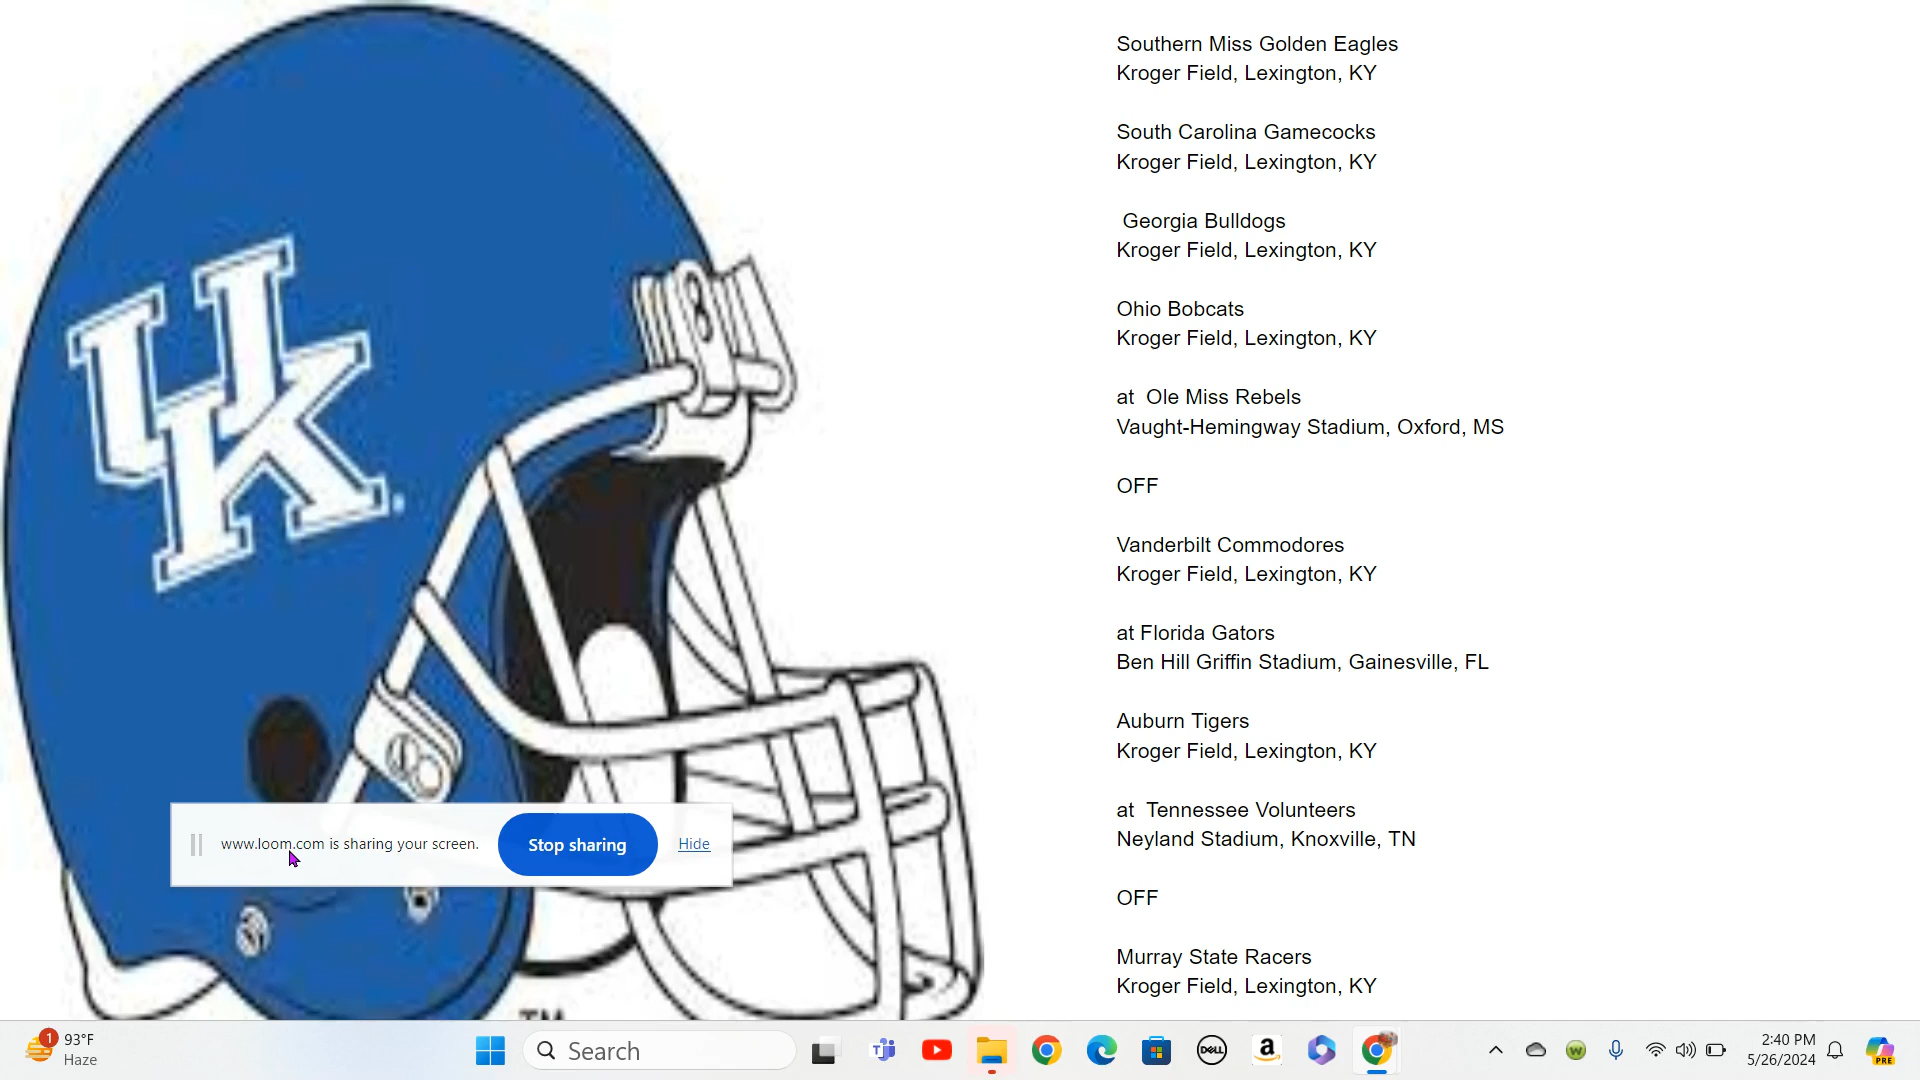 Southern Miss Golden Eagles
Kroger Field, Lexington, KY
South Carolina Gamecocks
Kroger Field, Lexington, KY
Georgia Bulldogs
Kroger Field, Lexington, KY
Ohio Bobcats
Kroger Field, Lexington, KY
at  Ole Miss Rebels
Vaught-Hemingway Stadium, Oxford, MS
OFF
Vanderbilt Commodores
Kroger Field, Lexington, KY
at Florida Gators
Ben Hill Griffin Stadium, Gainesville, FL
Auburn Tigers
Kroger Field, Lexington, KY
at  Tennessee Volunteers
Neyland Stadium, Knoxville, TN
OFF
Murray State Racers
Kroger Field, Lexington, KY
UK
www.loom.com is sharing your screen.
Stop sharing
Hide
TM
1
93°F
Haze
Search
DELL
a
w
2:40 PM
5/26/2024
PRE